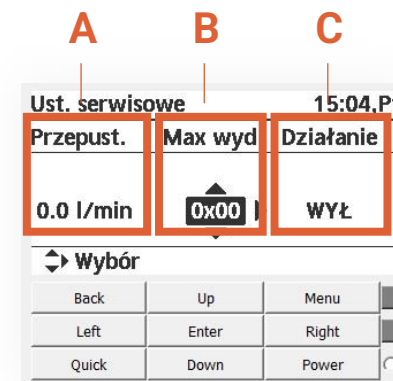 A B C
Ust. serwisowe 15:04,P
Przepust. Max wyd Działanie
0.0 l/min 0x00 WYŁ
Wybór
Back Up Menu
Left Enter Right
Quick Down Power